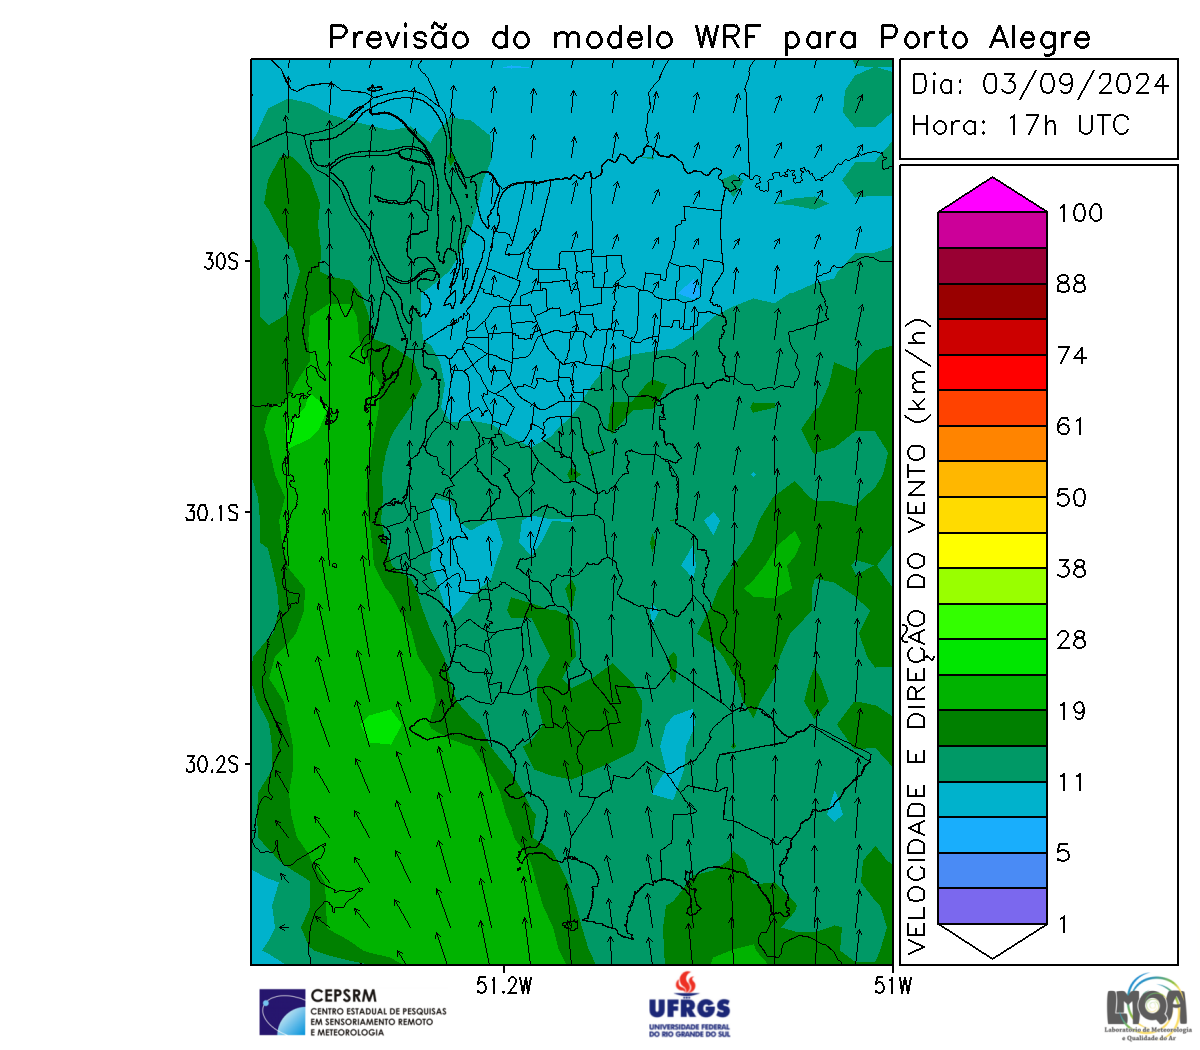 Previsão do modelo WRF para Porto Alegre
Dia: 03/09/2024
Hora: 17h UTC
30S
30.1S
30.2S
51.2W
51W
VELOCIDADE E DIREÇÃO DO VENTO (km/h)
100
88
74
61
50
38
28
19
11
5
1
CEPSRM
CENTRO ESTADUAL DE PESQUISAS
EM SENSORIAMENTO REMOTO
E METEOROLOGIA
UFRGS
UNIVERSIDADE FEDERAL
DO RIO GRANDE DO SUL
LMQA
Laboratório de Meteorologia
e Qualidade do Ar